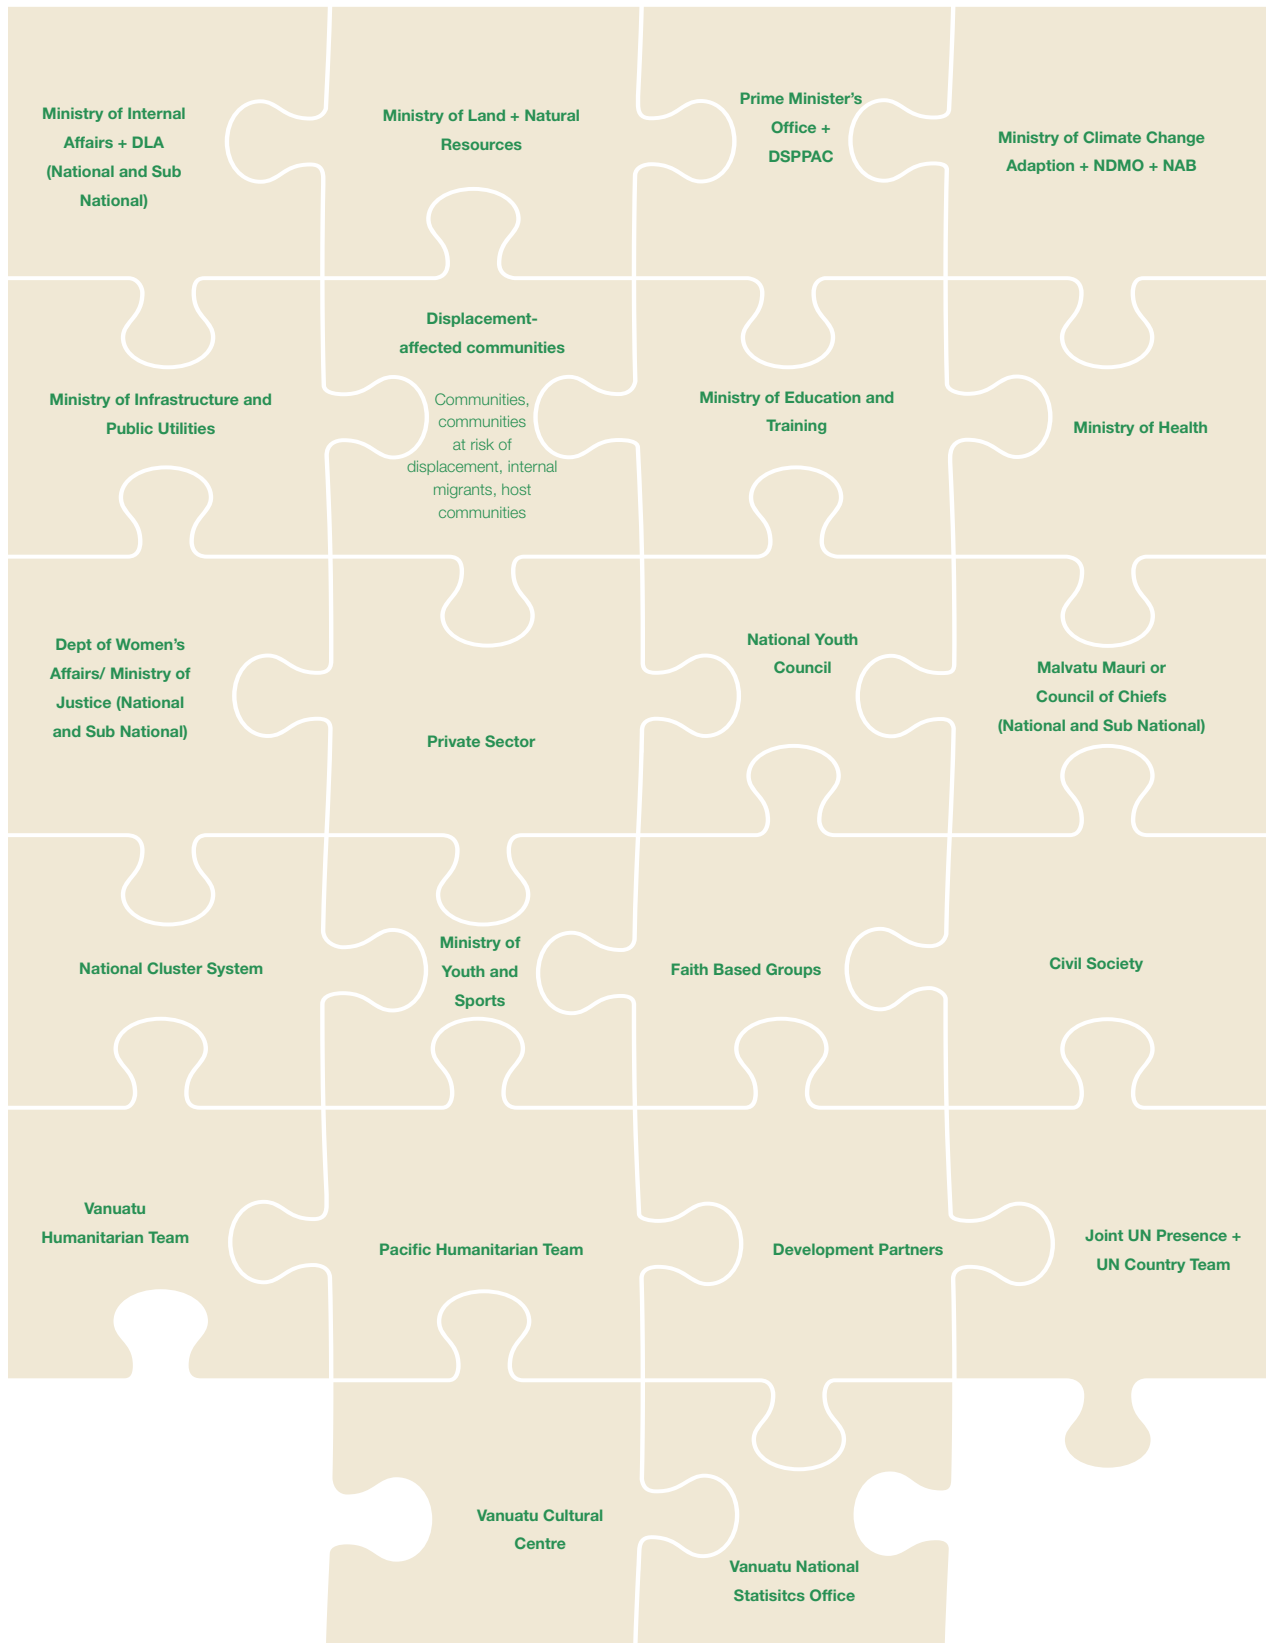 Ministry of Internal
Affairs + DLA
(National and Sub
National)
Ministry of Land + Natural
Resources
Prime Minister’s
Office +
DSPPAC
Ministry of Climate Change
Adaption + NDMO + NAB
Ministry of Infrastructure and
Public Utilities
Displacement-
affected communities
Communities,
communities
at risk of
displacement, internal
migrants, host
communities
Ministry of Education and
Training
Ministry of Health
Dept of Women’s
Affairs/ Ministry of
Justice (National
and Sub National)
Private Sector
National Youth
Council
Malvatu Mauri or
Council of Chiefs
(National and Sub National)
National Cluster System
Ministry of
Youth and
Sports
Faith Based Groups
Civil Society
Vanuatu
Humanitarian Team
Pacific Humanitarian Team
Development Partners
Joint UN Presence +
UN Country Team
Vanuatu Cultural
Centre
Vanuatu National
Statisitcs Office